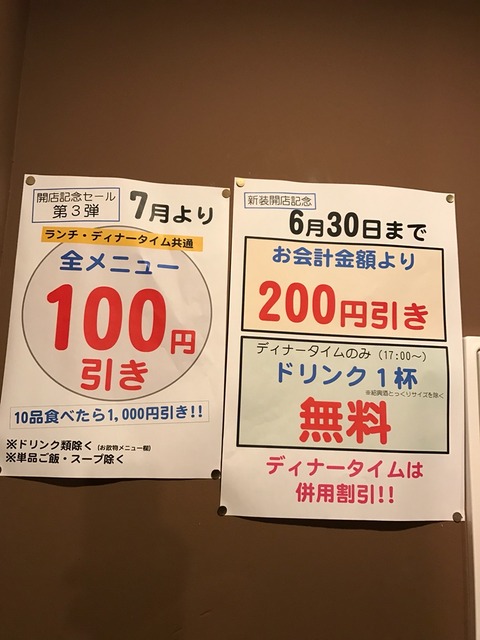 開店記念セール
第3弾
7月より
ランチ・ディナータイム共通
全メニュー
100円
引き
10品食べたら1,000円引き!!
※ドリンク類除く(お飲物メニュー欄)
※単品ご飯・スープ除く
新装開店記念
6月30日まで
お会計金額より
200円引き
ディナータイムのみ(17:00〜)
ドリンク1杯
※紹興酒とっくりサイズを除く
無料
ディナータイムは
併用割引!!